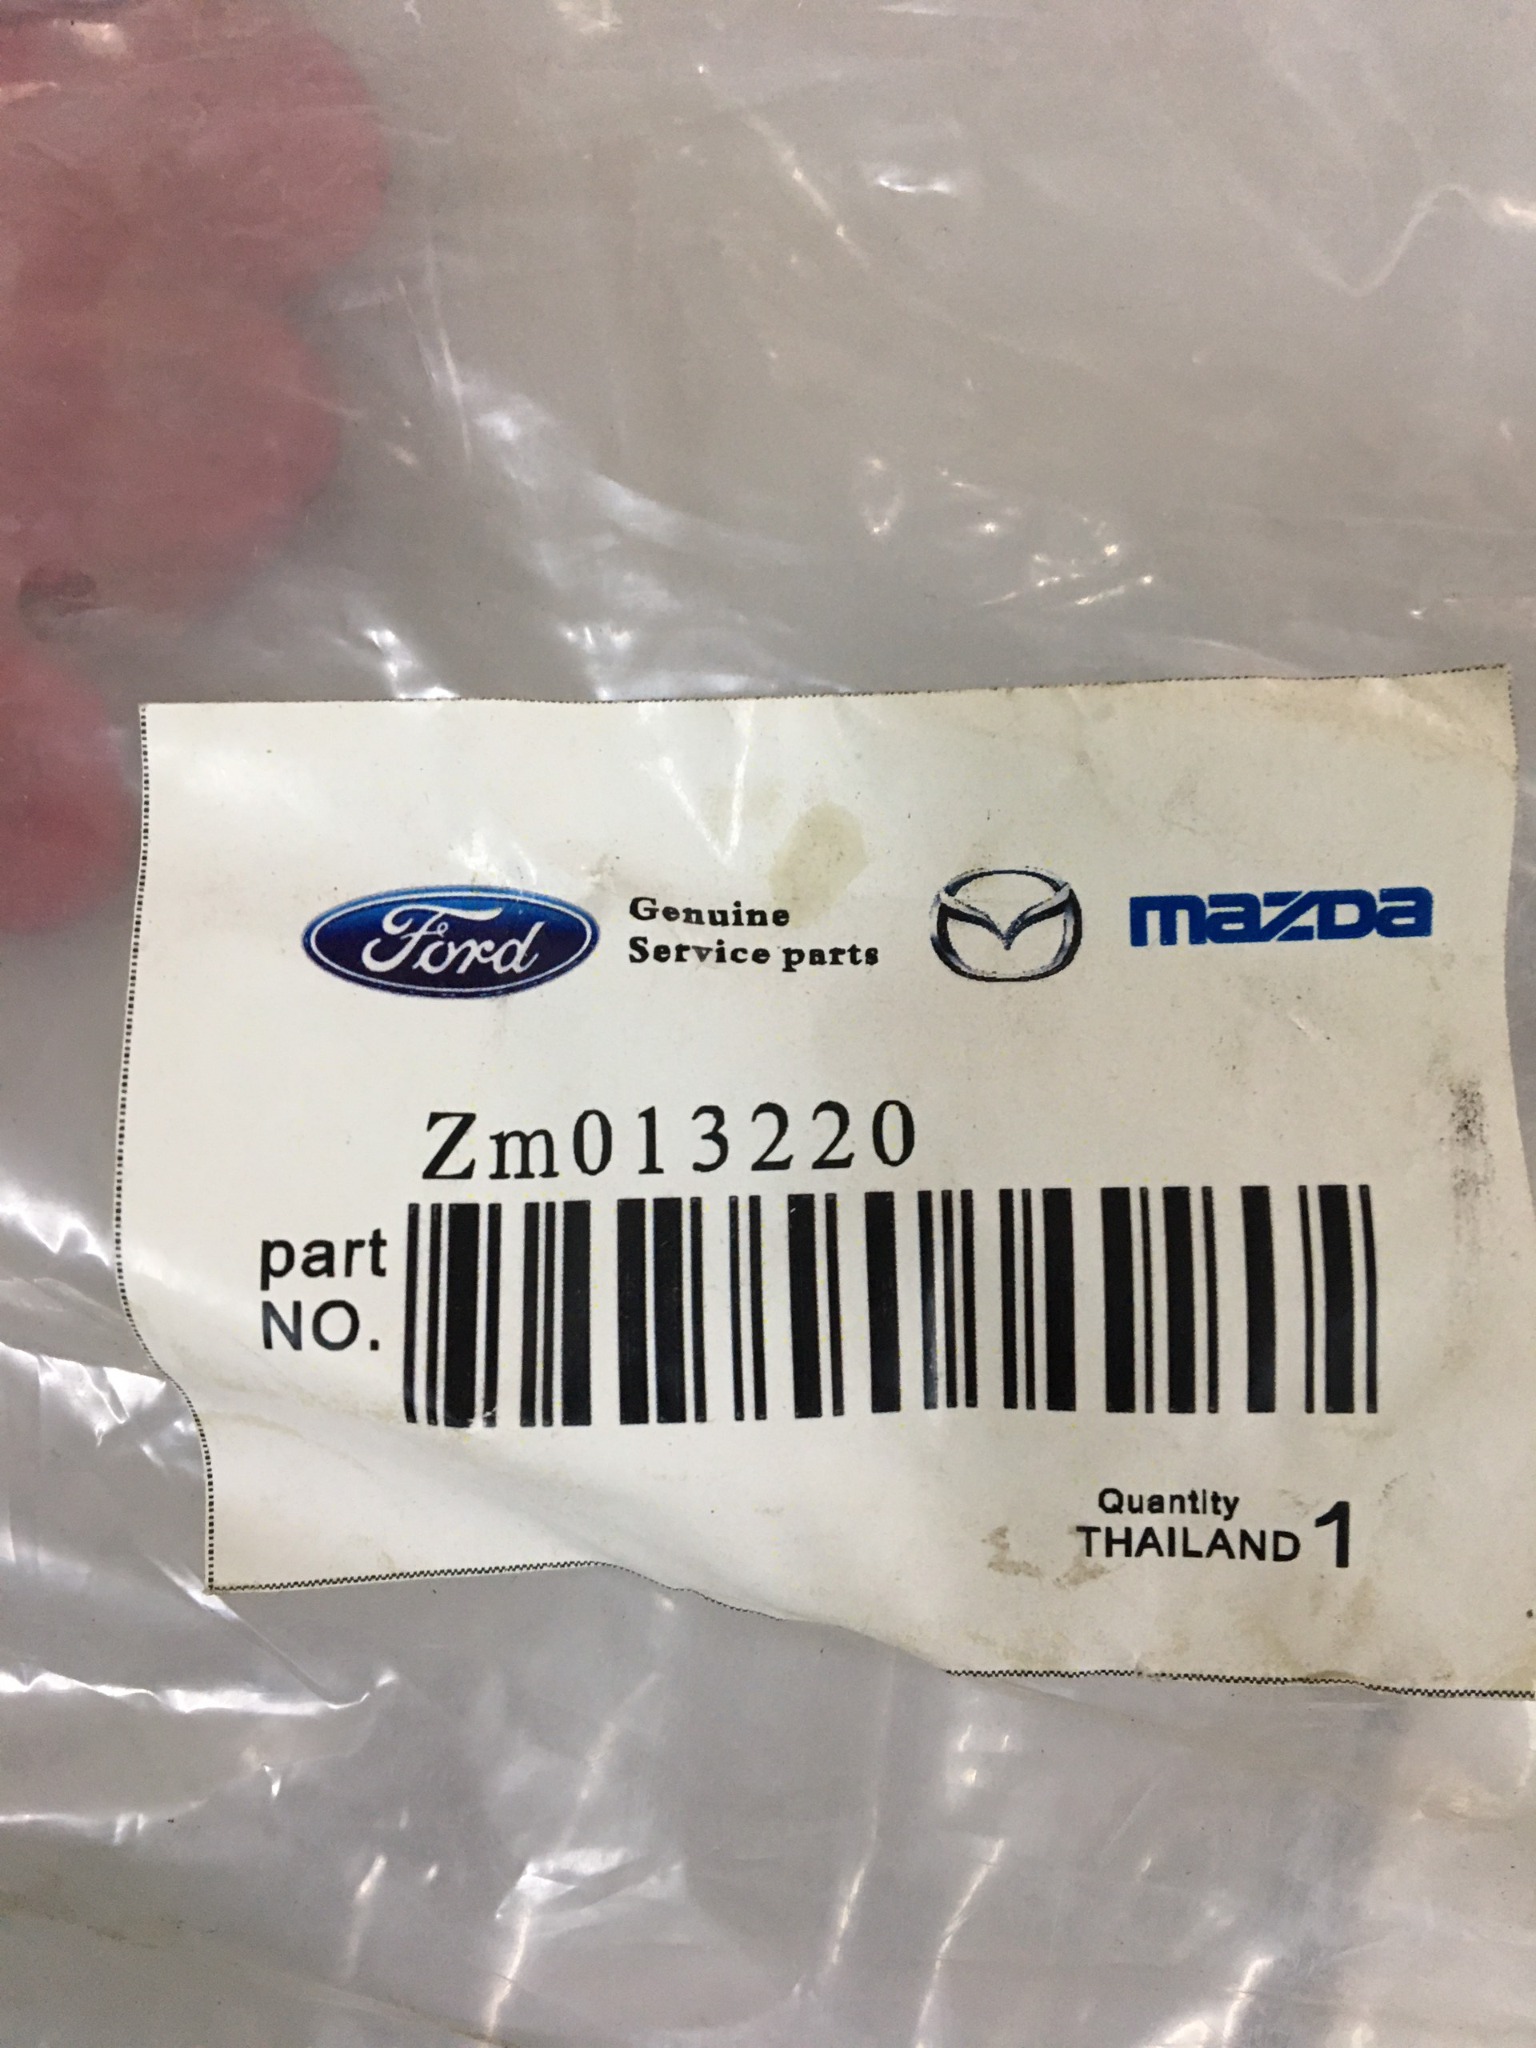 Ford
Genuine
Service parts
mazda
Zm013220
part
NO.
Quantity
THAILAND 1